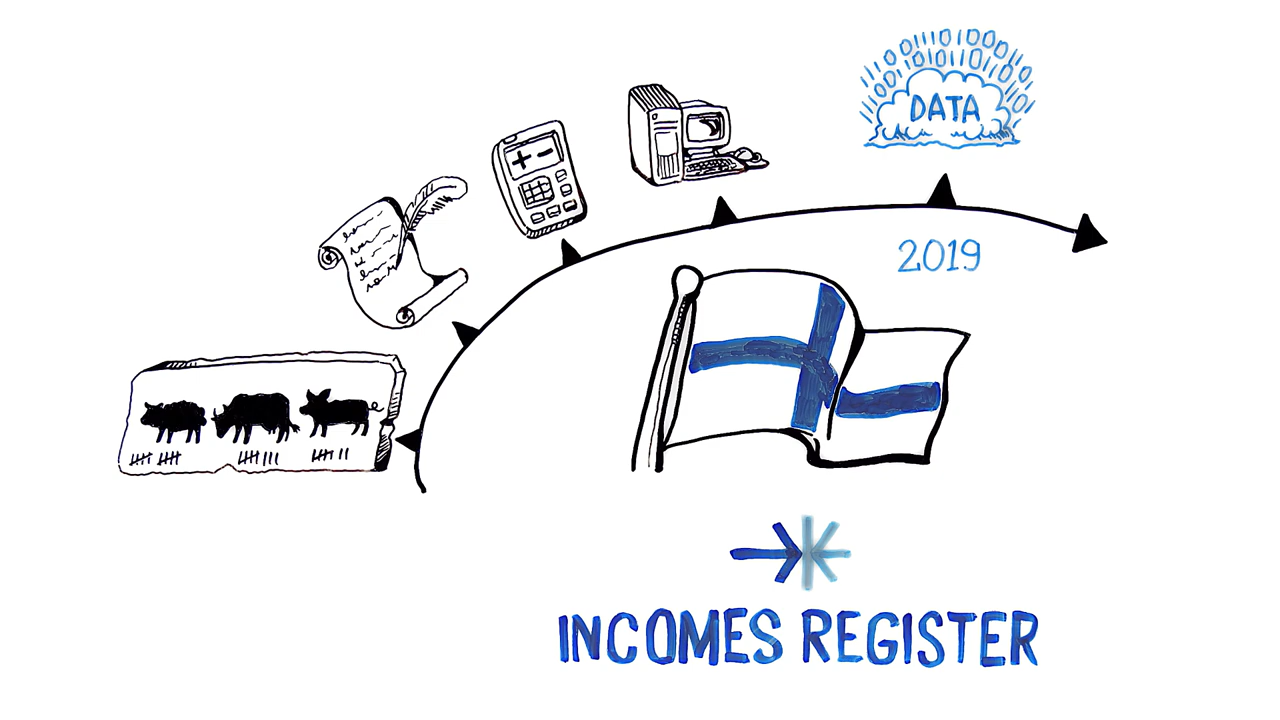 DATA
+ -
2019
INCOMES REGISTER